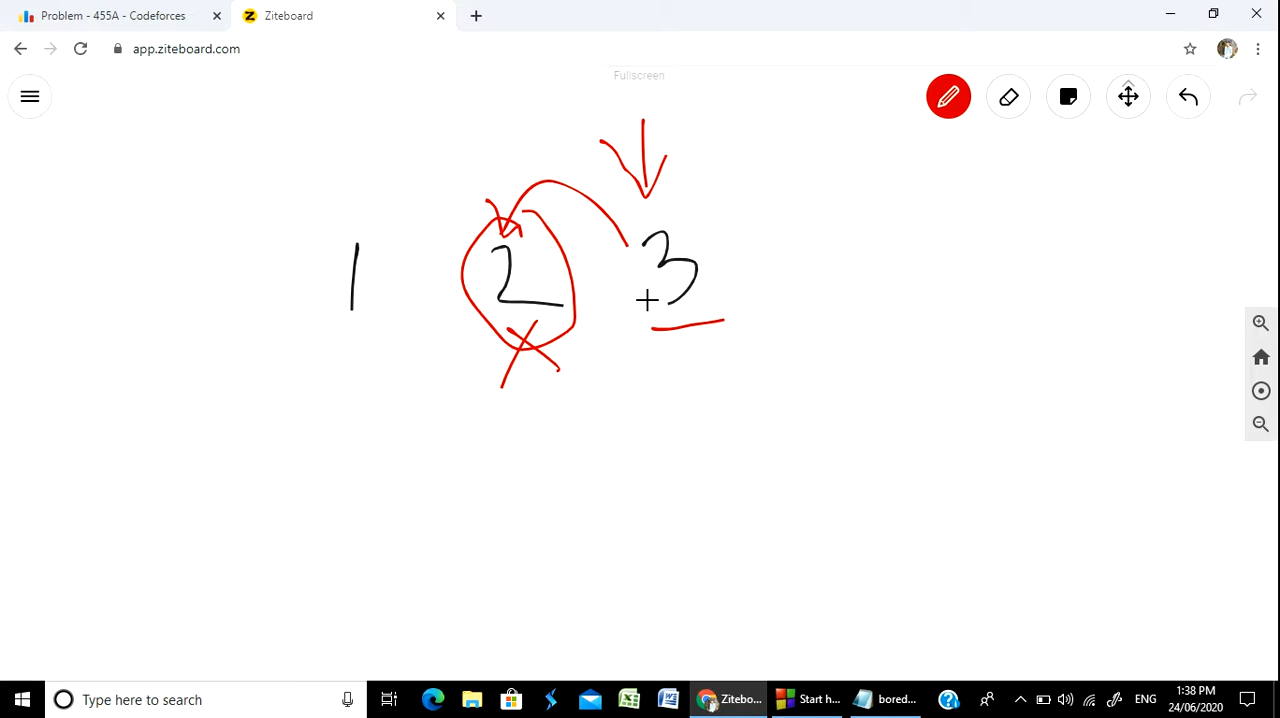 Problem - 455A - Codeforces
Ziteboard
app.ziteboard.com
Fullscreen
1 2 3
Type here to search
Zitebo...
Start h...
bored...
ENG
1:38 PM
24/06/2020